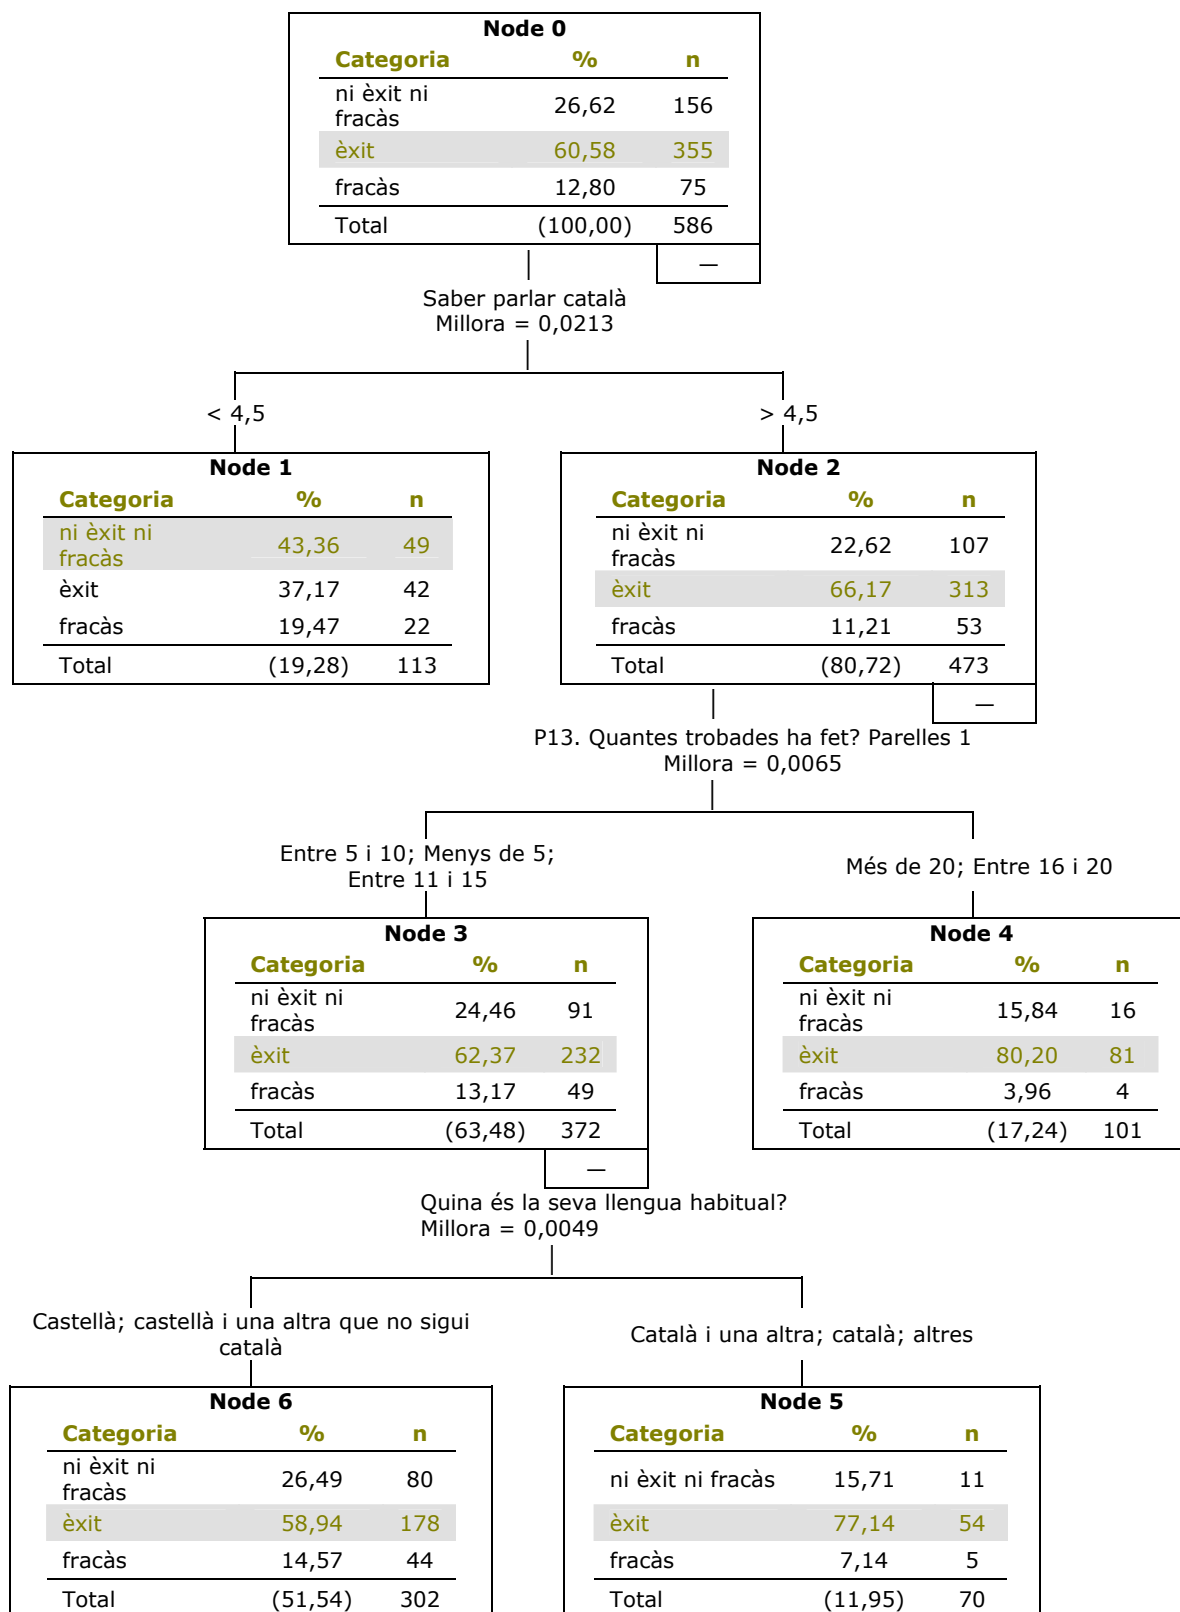 Node 0
Categoria % n
ni èxit ni
fracàs 26,62 156
èxit 60,58 355
fracàs 12,80 75
Total (100,00) 586
—
Saber parlar català
Millora = 0,0213
< 4,5
> 4,5
Node 1
Categoria % n
ni èxit ni
fracàs 43,36 49
èxit 37,17 42
fracàs 19,47 22
Total (19,28) 113
Node 2
Categoria % n
ni èxit ni
fracàs 22,62 107
èxit 66,17 313
fracàs 11,21 53
Total (80,72) 473
—
P13. Quantes trobades ha fet? Parelles 1
Millora = 0,0065
Entre 5 i 10; Menys de 5;
Entre 11 i 15
Més de 20; Entre 16 i 20
Node 3
Categoria % n
ni èxit ni
fracàs 24,46 91
èxit 62,37 232
fracàs 13,17 49
Total (63,48) 372
—
Node 4
Categoria % n
ni èxit ni
fracàs 15,84 16
èxit 80,20 81
fracàs 3,96 4
Total (17,24) 101
Quina és la seva llengua habitual?
Millora = 0,0049
Castellà; castellà i una altra que no sigui
català
Català i una altra; català; altres
Node 6
Categoria % n
ni èxit ni
fracàs 26,49 80
èxit 58,94 178
fracàs 14,57 44
Total (51,54) 302
Node 5
Categoria % n
ni èxit ni fracàs 15,71 11
èxit 77,14 54
fracàs 7,14 5
Total (11,95) 70